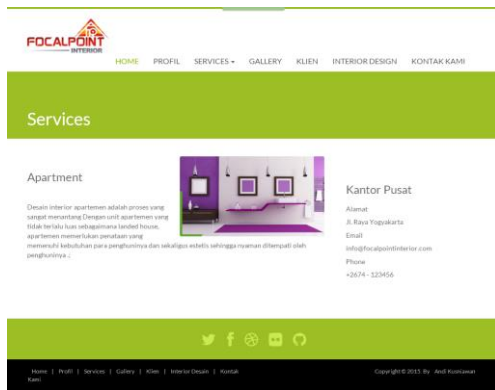 FOCALPOINT
INTERIOR
HOME PROFIL SERVICES GALLERY KLIEN INTERIOR DESIGN KONTAK KAMI
Services
Apartment
Desain interior apartemen adalah proses yang
sangat menantang Dengan unit apartemen yang
tidak terlalu luas sebagaimana landed house,
apartemen memerlukan penataan yang
memenuhi kebutuhan para penghuninya dan sekaligus estetis sehingga nyaman ditempati oleh
penghuninya .;
Kantor Pusat
Alamat
Jl. Raya Yogyakarta
Email
info@focalpointinterior.com
Phone
+2674 - 123456
Home | Profil | Services | Gallery | Klien | Interior Desain | Kontak
Kami
Copyright © 2015 By Andi Kusniawan